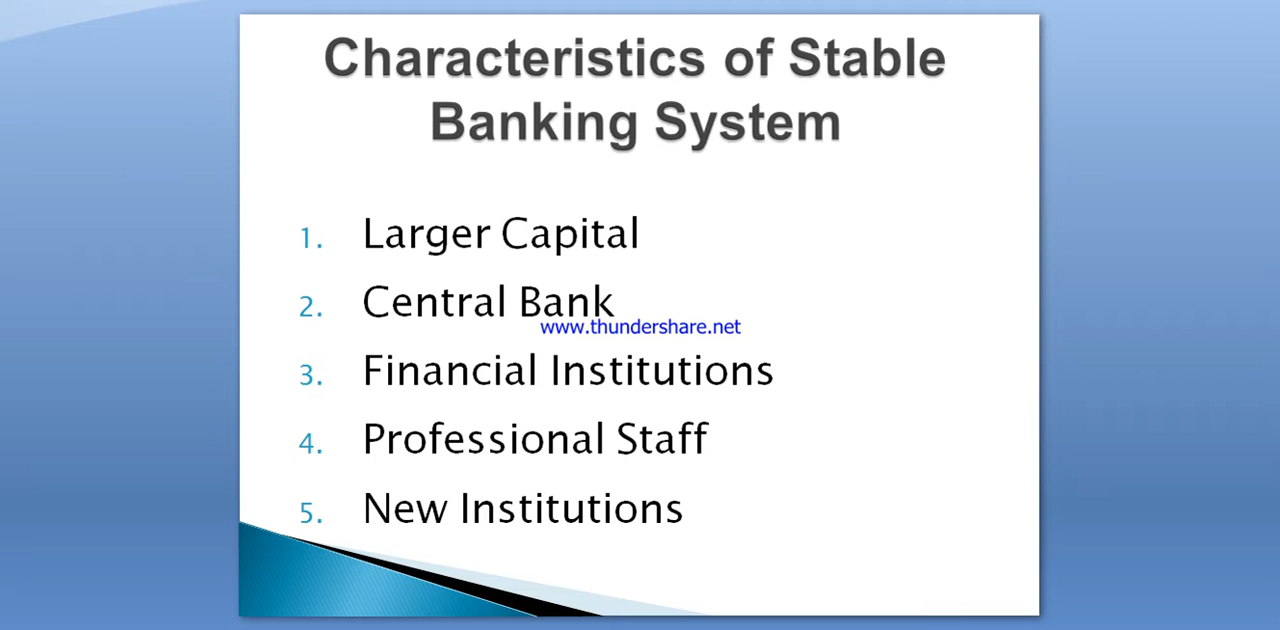 Characteristics of Stable
Banking System
1. Larger Capital
2. Central Bank
www.thundershare.net
3. Financial Institutions
4. Professional Staff
5. New Institutions